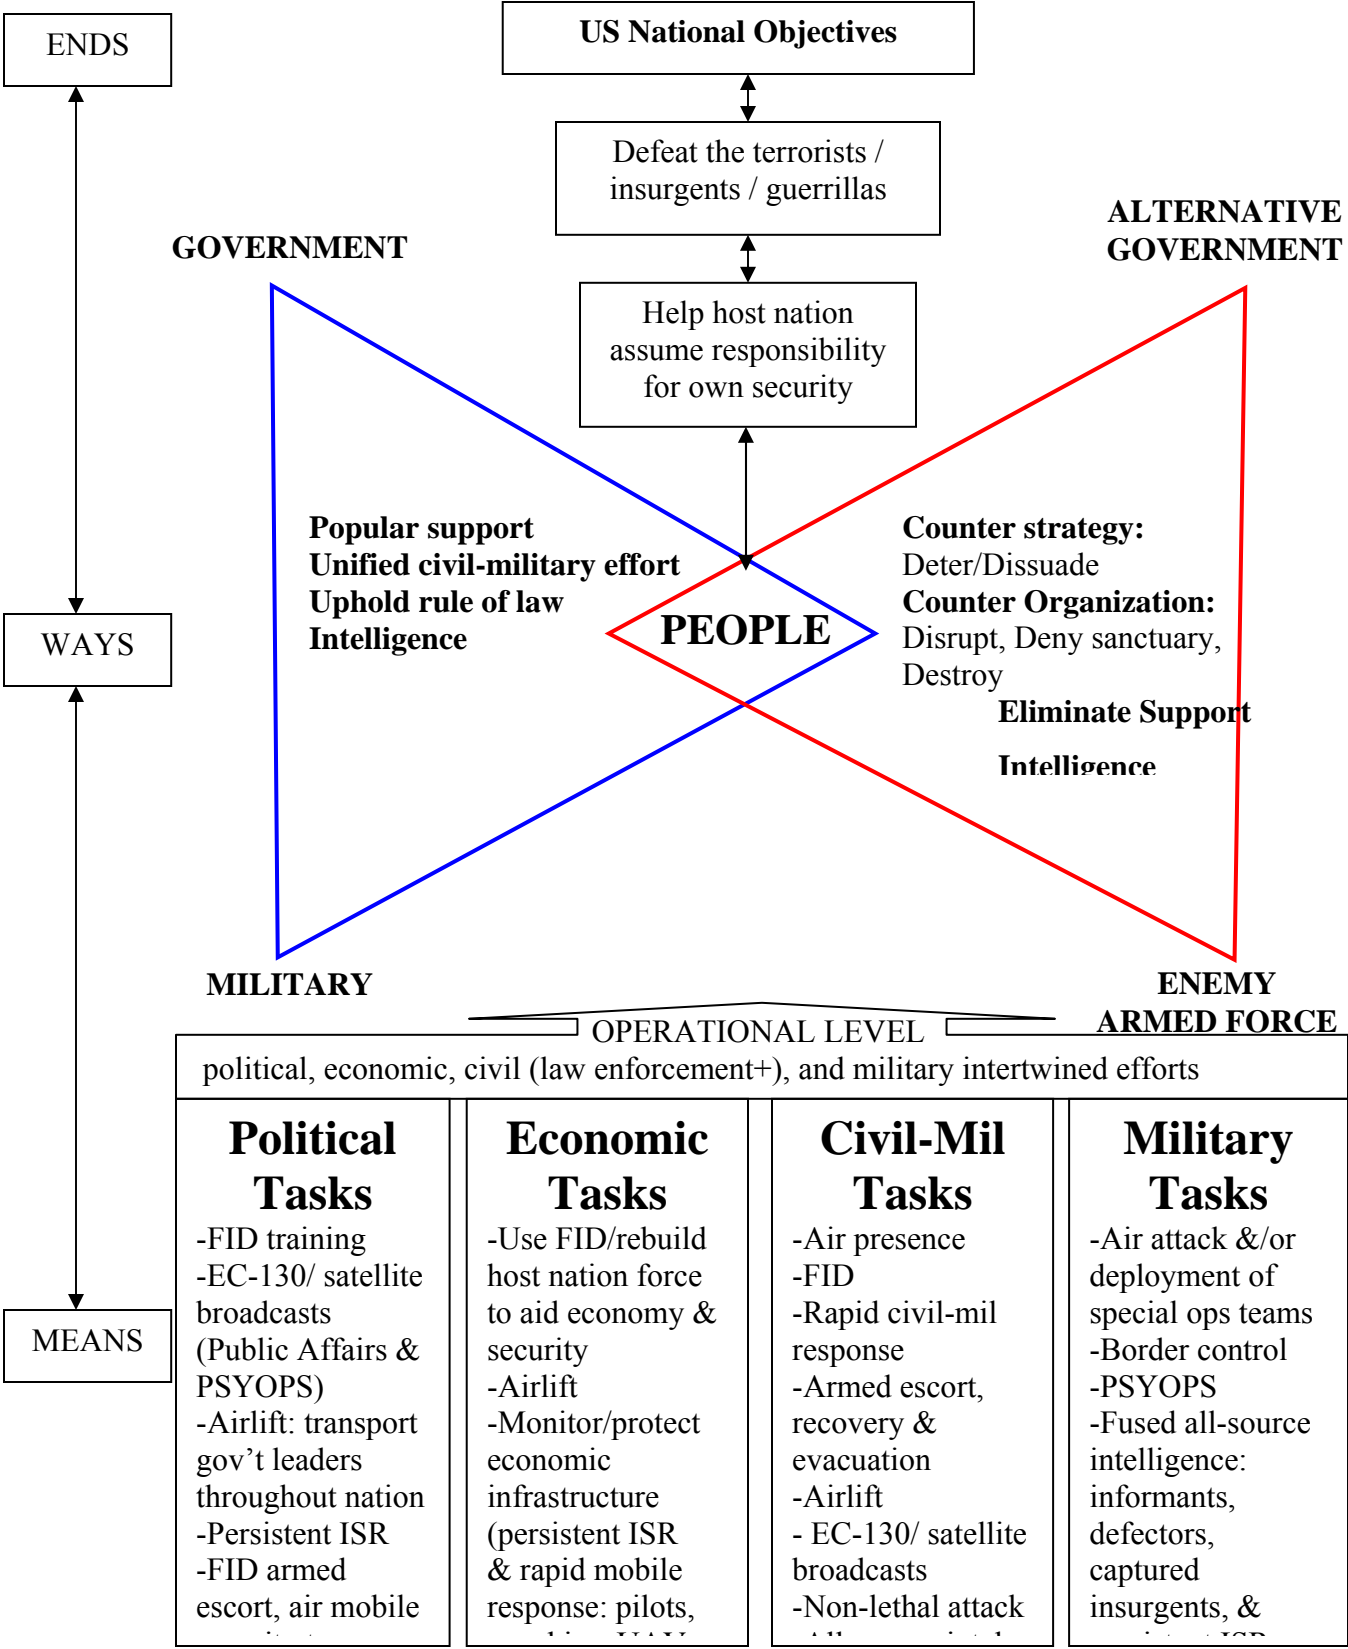 ENDS
US National Objectives
Defeat the terrorists /
insurgents / guerrillas
ALTERNATIVE
GOVERNMENT
GOVERNMENT
Help host nation
assume responsibility
for own security
Popular support
Unified civil-military effort
Uphold rule of law
Intelligence
WAYS
PEOPLE
Counter strategy:
Deter/Dissuade
Counter Organization:
Disrupt, Deny sanctuary,
Destroy
Eliminate Support
Intelligence
MILITARY
ENEMY
ARMED FORCE
OPERATIONAL LEVEL
political, economic, civil (law enforcement+), and military intertwined efforts
MEANS
Political
Tasks
-FID training
-EC-130/ satellite
broadcasts
(Public Affairs &
PSYOPS)
-Airlift: transport
gov’t leaders
throughout nation
-Persistent ISR
-FID armed
escort, air mobile
Economic
Tasks
-Use FID/rebuild
host nation force
to aid economy &
security
-Airlift
-Monitor/protect
economic
infrastructure
(persistent ISR
& rapid mobile
response: pilots,
Civil-Mil
Tasks
-Air presence
-FID
-Rapid civil-mil
response
-Armed escort,
recovery &
evacuation
-Airlift
- EC-130/ satellite
broadcasts
-Non-lethal attack
Military
Tasks
-Air attack &/or
deployment of
special ops teams
-Border control
-PSYOPS
-Fused all-source
intelligence:
informants,
defectors,
captured
insurgents, &